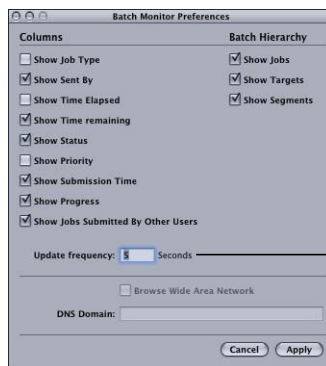 Batch Monitor Preferences
Columns
Show Job Type
Show Sent By
Show Time Elapsed
Show Time remaining
Show Status
Show Priority
Show Submission Time
Show Progress
Show Jobs Submitted By Other Users
Batch Hierarchy
Show Jobs
Show Targets
Show Segments
Update frequency: 5 Seconds
Browse Wide Area Network
DNS Domain:
Cancel Apply